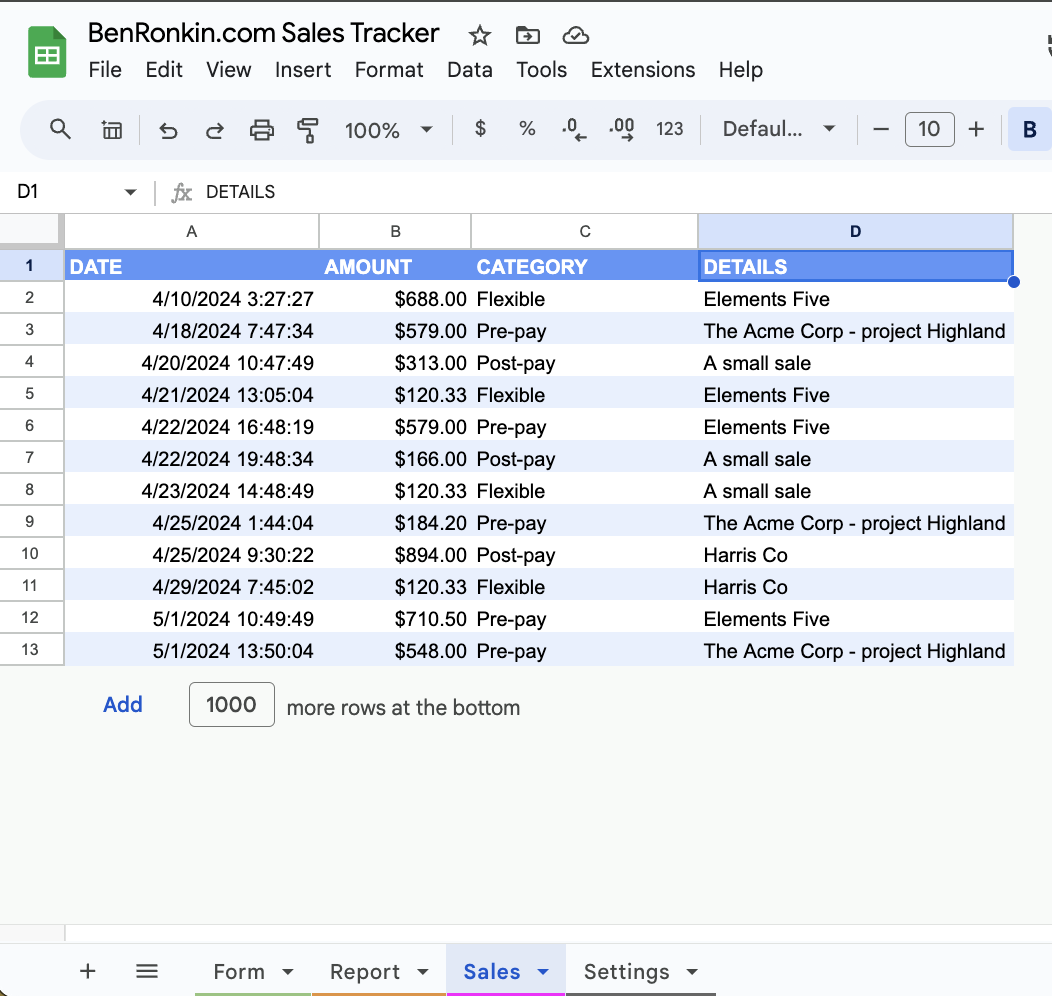 BenRonkin.com Sales Tracker
File Edit View Insert Format Data Tools Extensions Help
100% $ % .0 .00 123 Defaul... 10 B
D1 fx DETAILS
A B C D
1 DATE AMOUNT CATEGORY DETAILS
2 4/10/2024 3:27:27 $688.00 Flexible Elements Five
3 4/18/2024 7:47:34 $579.00 Pre-pay The Acme Corp - project Highland
4 4/20/2024 10:47:49 $313.00 Post-pay A small sale
5 4/21/2024 13:05:04 $120.33 Flexible Elements Five
6 4/22/2024 16:48:19 $579.00 Pre-pay Elements Five
7 4/22/2024 19:48:34 $166.00 Post-pay A small sale
8 4/23/2024 14:48:49 $120.33 Flexible A small sale
9 4/25/2024 1:44:04 $184.20 Pre-pay The Acme Corp - project Highland
10 4/25/2024 9:30:22 $894.00 Post-pay Harris Co
11 4/29/2024 7:45:02 $120.33 Flexible Harris Co
12 5/1/2024 10:49:49 $710.50 Pre-pay Elements Five
13 5/1/2024 13:50:04 $548.00 Pre-pay The Acme Corp - project Highland
Add 1000 more rows at the bottom
Form Report Sales Settings